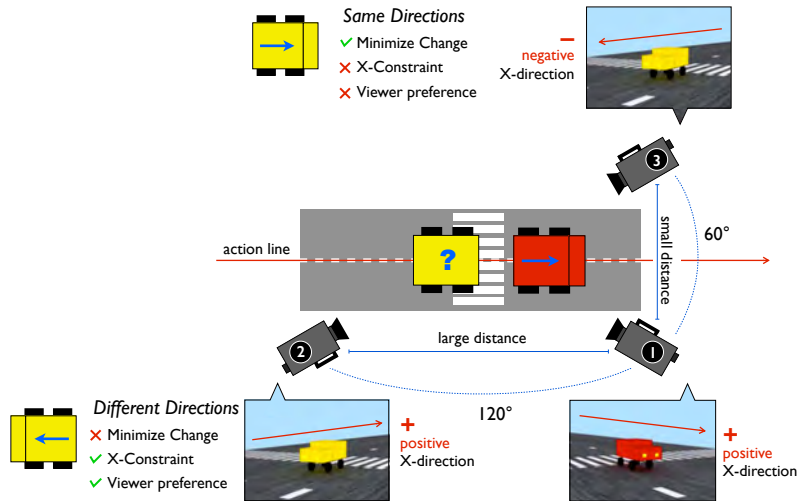 Same Directions
✓ Minimize Change
✗ X-Constraint
✗ Viewer preference
−
negative
X-direction
3
small distance
60°
action line
?
large distance
2
1
Different Directions
✗ Minimize Change
✓ X-Constraint
✓ Viewer preference
+
positive
X-direction
120°
+
positive
X-direction